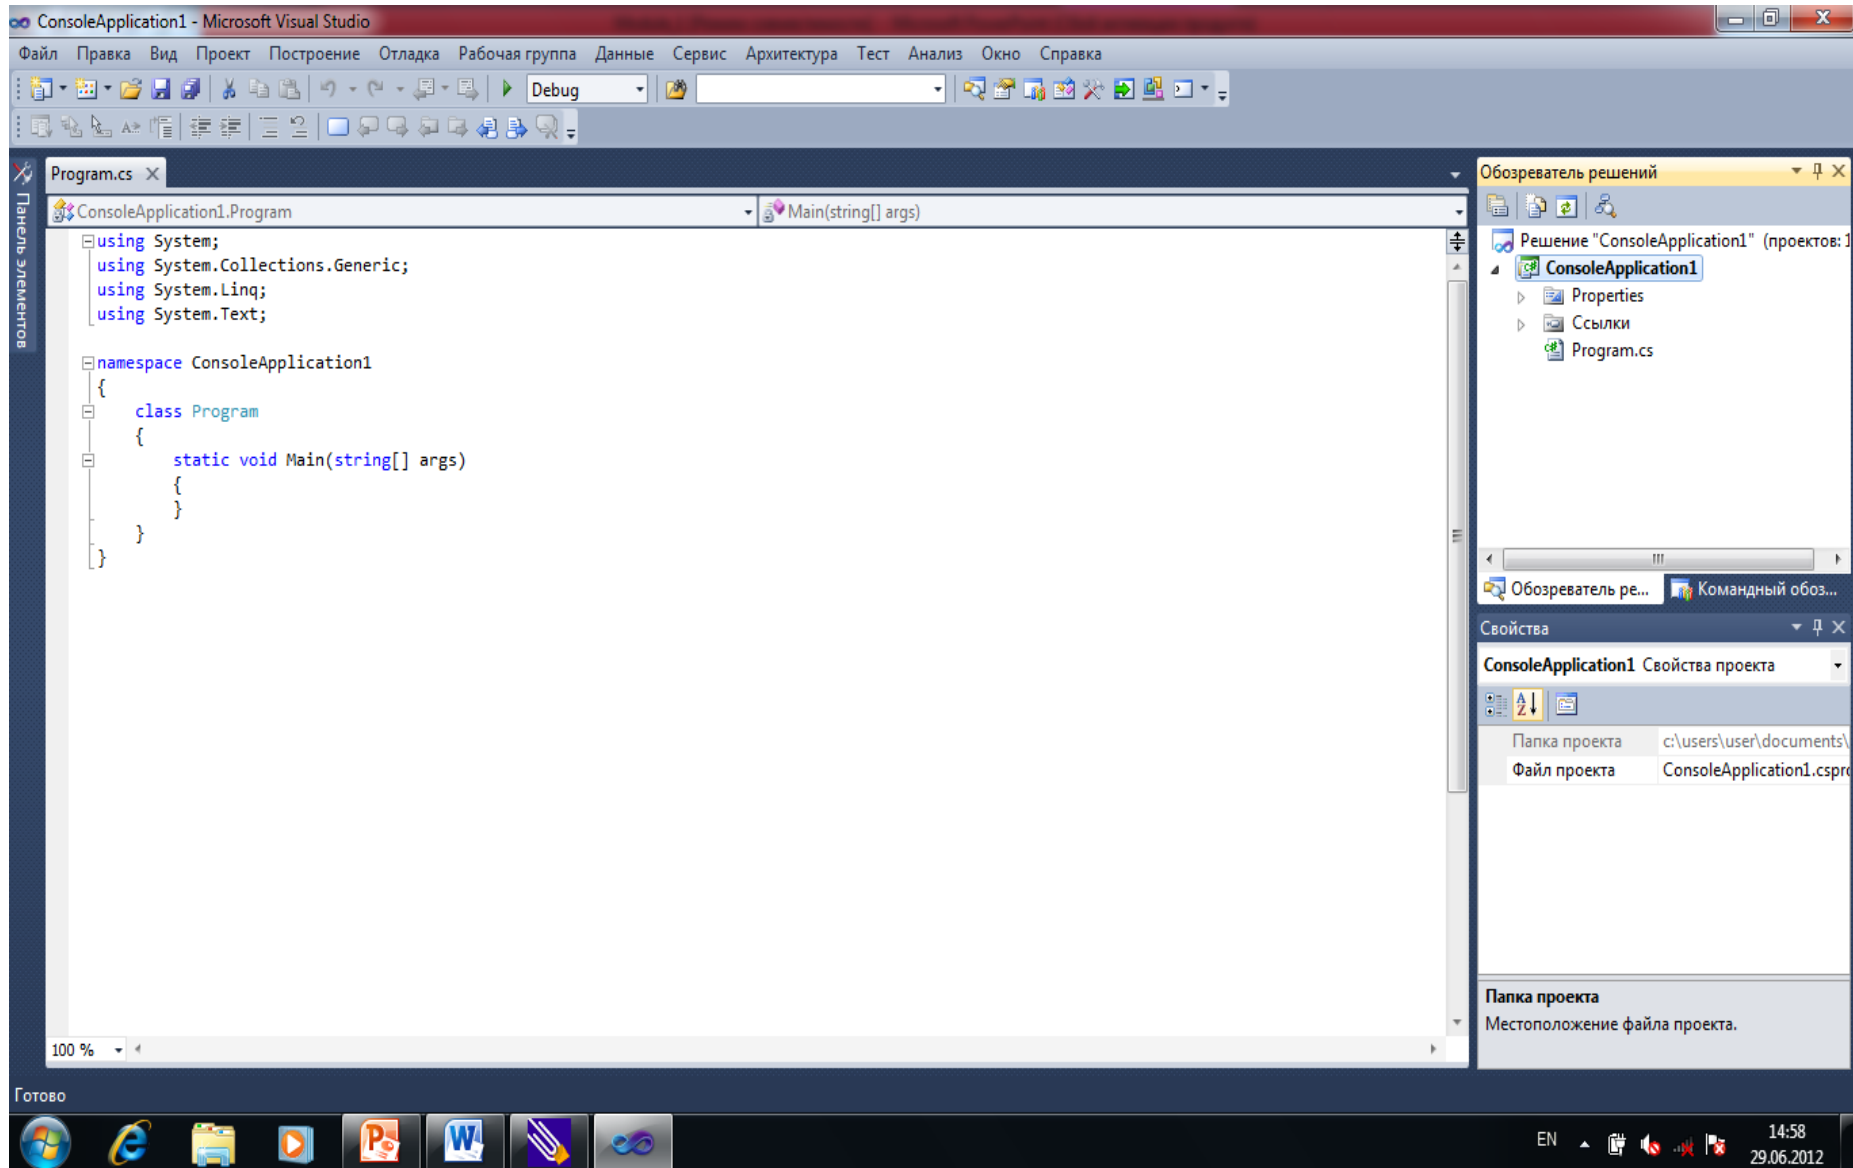 ConsoleApplication1 - Microsoft Visual Studio
Файл Правка Вид Проект Построение Отладка Рабочая группа Данные Сервис Архитектура Тест Анализ Окно Справка
Debug
Панель элементов
Program.cs
ConsoleApplication1.Program
Main(string[] args)
using System;
using System.Collections.Generic;
using System.Linq;
using System.Text;
namespace ConsoleApplication1
{
class Program
{
static void Main(string[] args)
{
}
}
}
100 %
Обозреватель решений
Решение "ConsoleApplication1" (проектов: 1
ConsoleApplication1
Properties
Ссылки
Program.cs
Обозреватель ре...
Командный обоз...
Свойства
ConsoleApplication1 Свойства проекта
Папка проекта c:\users\user\documents\
Файл проекта ConsoleApplication1.cspro
Папка проекта
Местоположение файла проекта.
Готово
EN
14:58
29.06.2012